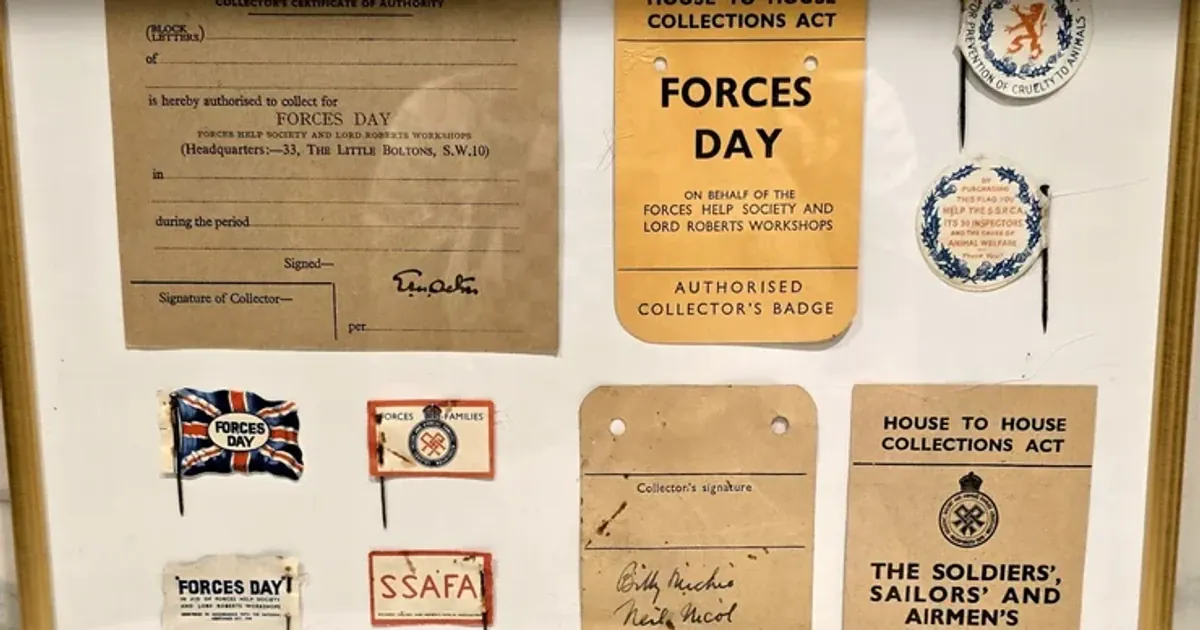 COLLECTOR'S CERTIFICATE OF AUTHORITY
(BLOCK LETTERS)
of
is hereby authorised to collect for
FORCES DAY
FORCES HELP SOCIETY AND LORD ROBERTS WORKSHOPS
(Headquarters:—33, THE LITTLE BOLTONS, S.W.10)
in
during the period
Signed—
Signature of Collector—
per
HOUSE TO HOUSE
COLLECTIONS ACT
FORCES
DAY
ON BEHALF OF THE
FORCES HELP SOCIETY AND
LORD ROBERTS WORKSHOPS
AUTHORISED
COLLECTOR'S BADGE
FOR PREVENTION OF CRUELTY TO ANIMALS
BY
PURCHASING
THIS FLAG YOU
HELP THE S.S.P.C.A.
ITS 30 INSPECTORS
AND THE CAUSE OF
ANIMAL WELFARE
Thank You!
FORCES
DAY
FORCES FAMILIES
"FORCES DAY"
IN AID OF FORCES HELP SOCIETY
AND LORD ROBERTS WORKSHOPS
SSAFA
Collector's signature
Billy Michie
Neil Nicol
HOUSE TO HOUSE
COLLECTIONS ACT
THE SOLDIERS',
SAILORS' AND
AIRMEN'S